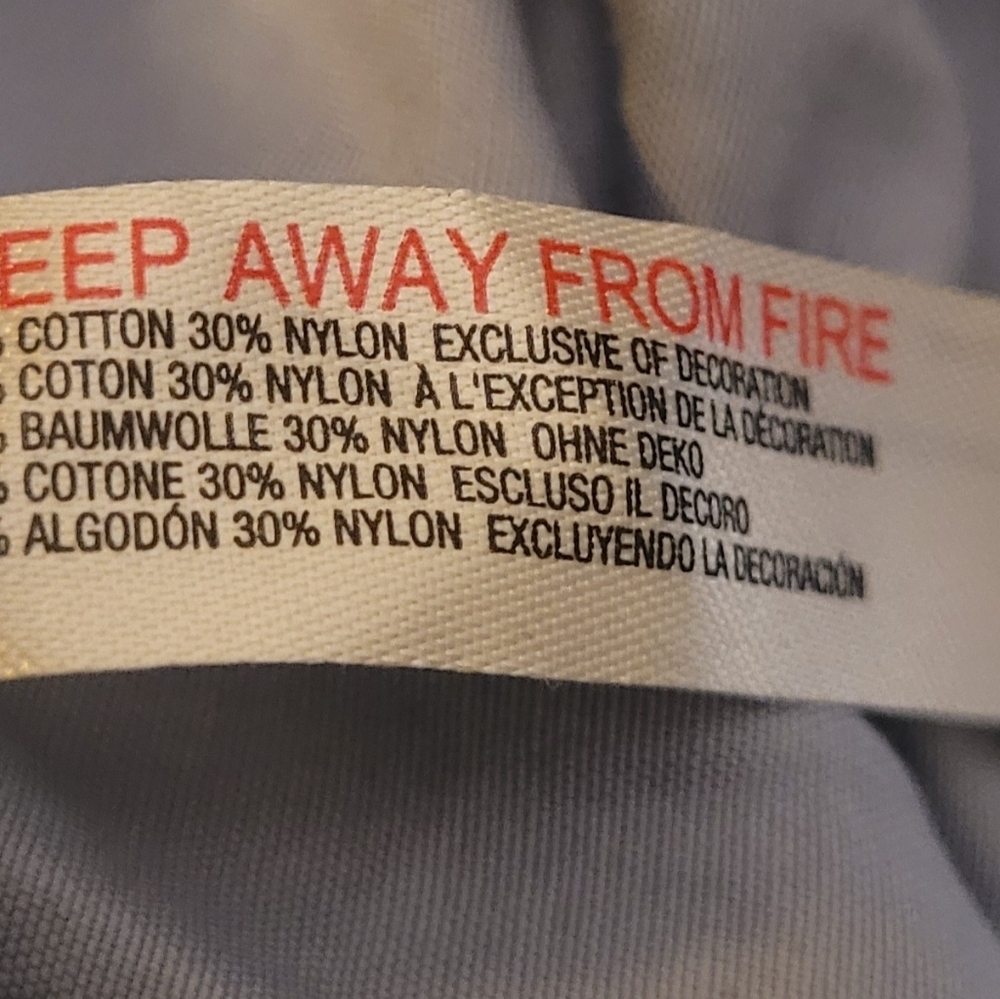 EEP AWAY FROM FIRE
COTTON 30% NYLON EXCLUSIVE OF DECORATION
COTON 30% NYLON À L'EXCEPTION DE LA DÉCORATION
BAUMWOLLE 30% NYLON OHNE DEKO
COTONE 30% NYLON ESCLUSO IL DECORO
ALGODÓN 30% NYLON EXCLUYENDO LA DECORACIÓN